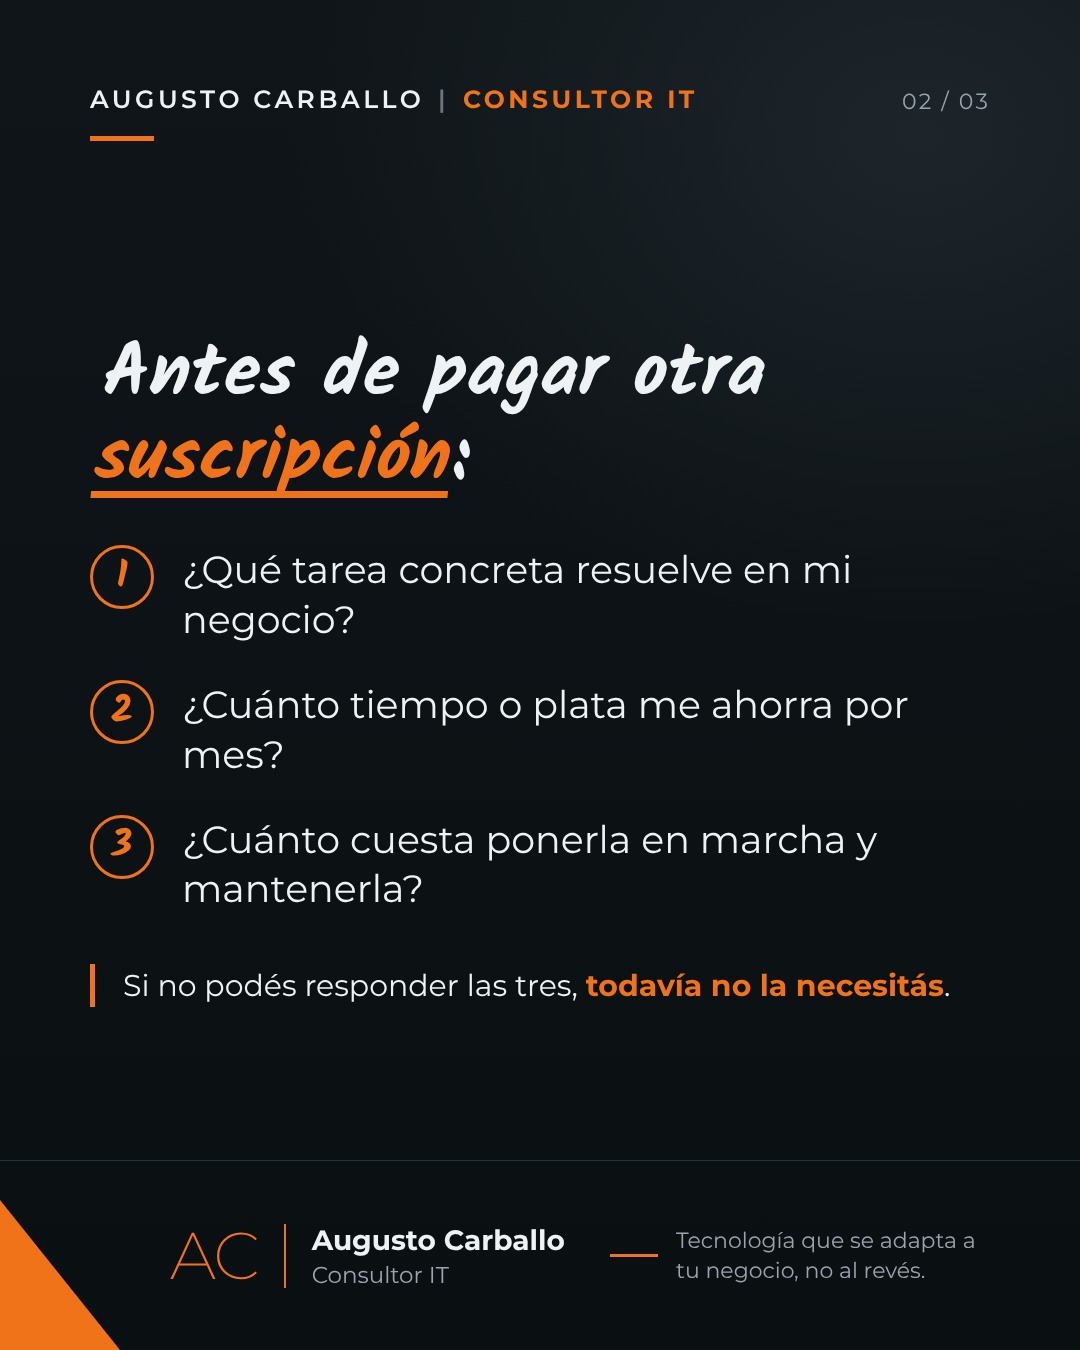 AUGUSTO CARBALLO | CONSULTOR IT
02 / 03
Antes de pagar otra
suscripción:
1 ¿Qué tarea concreta resuelve en mi
negocio?
2 ¿Cuánto tiempo o plata me ahorra por
mes?
3 ¿Cuánto cuesta ponerla en marcha y
mantenerla?
Si no podés responder las tres, todavía no la necesitás.
AC
Augusto Carballo
Consultor IT
Tecnología que se adapta a
tu negocio, no al revés.